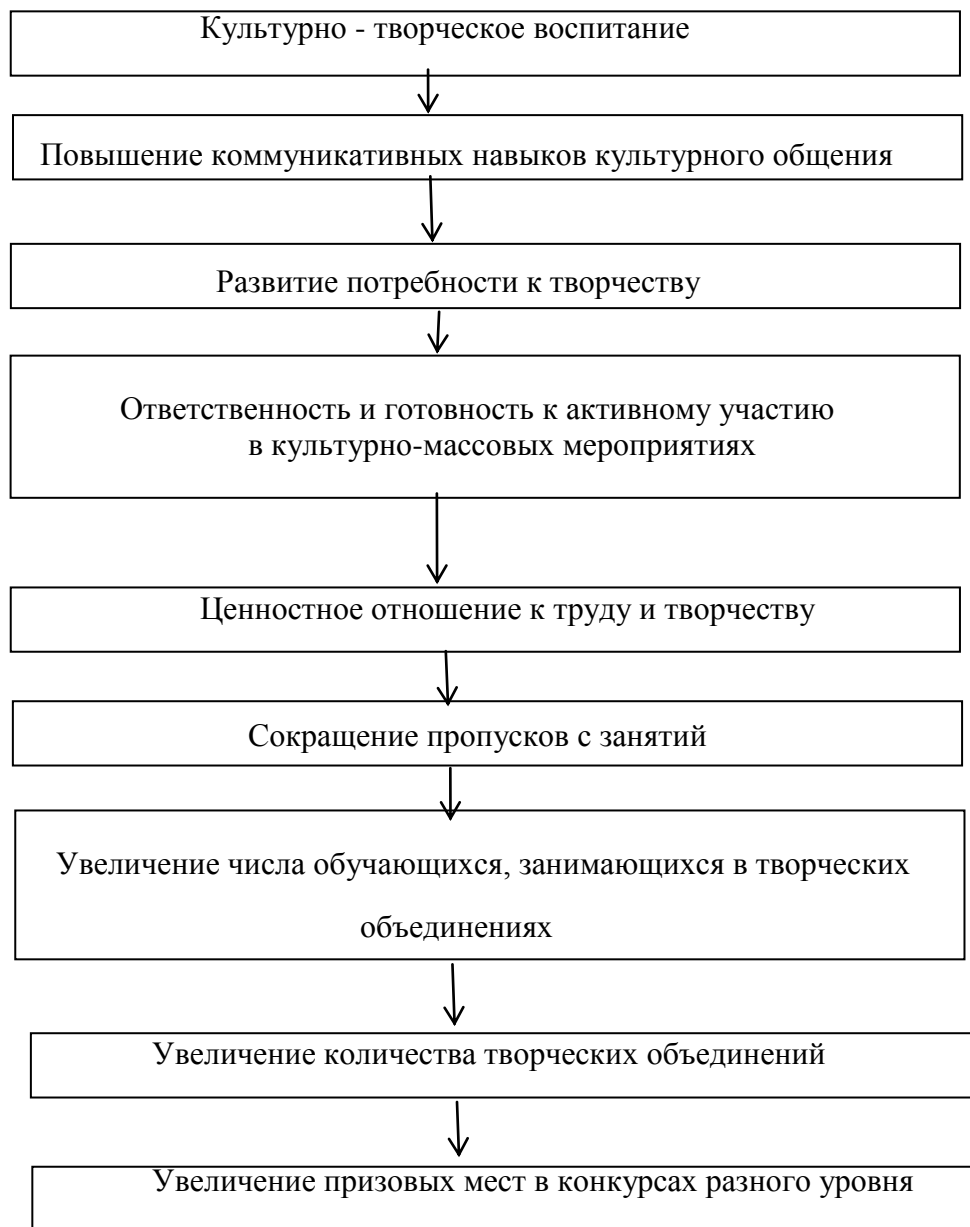 Культурно - творческое воспитание
Повышение коммуникативных навыков культурного общения
Развитие потребности к творчеству
Ответственность и готовность к активному участию
в культурно-массовых мероприятиях
Ценностное отношение к труду и творчеству
Сокращение пропусков с занятий
Увеличение числа обучающихся, занимающихся в творческих
объединениях
Увеличение количества творческих объединений
Увеличение призовых мест в конкурсах разного уровня